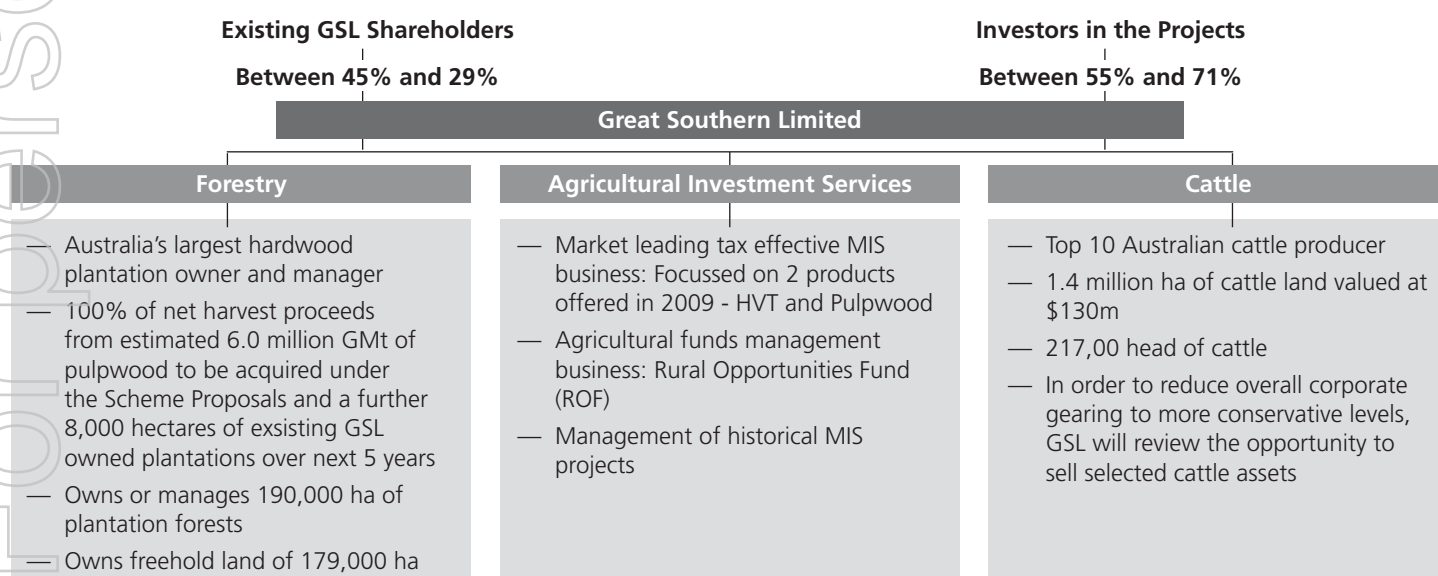 Existing GSL Shareholders
Between 45% and 29%
Investors in the Projects
Between 55% and 71%
Great Southern Limited
Forestry
— Australia's largest hardwood
plantation owner and manager
— 100% of net harvest proceeds
from estimated 6.0 million GMt of
pulpwood to be acquired under
the Scheme Proposals and a further
8,000 hectares of exsisting GSL
owned plantations over next 5 years
— Owns or manages 190,000 ha of
plantation forests
— Owns freehold land of 179,000 ha
Agricultural Investment Services
— Market leading tax effective MIS
business: Focussed on 2 products
offered in 2009 - HVT and Pulpwood
— Agricultural funds management
business: Rural Opportunities Fund
(ROF)
— Management of historical MIS
projects
Cattle
— Top 10 Australian cattle producer
— 1.4 million ha of cattle land valued at
$130m
— 217,00 head of cattle
— In order to reduce overall corporate
gearing to more conservative levels,
GSL will review the opportunity to
sell selected cattle assets
For perso